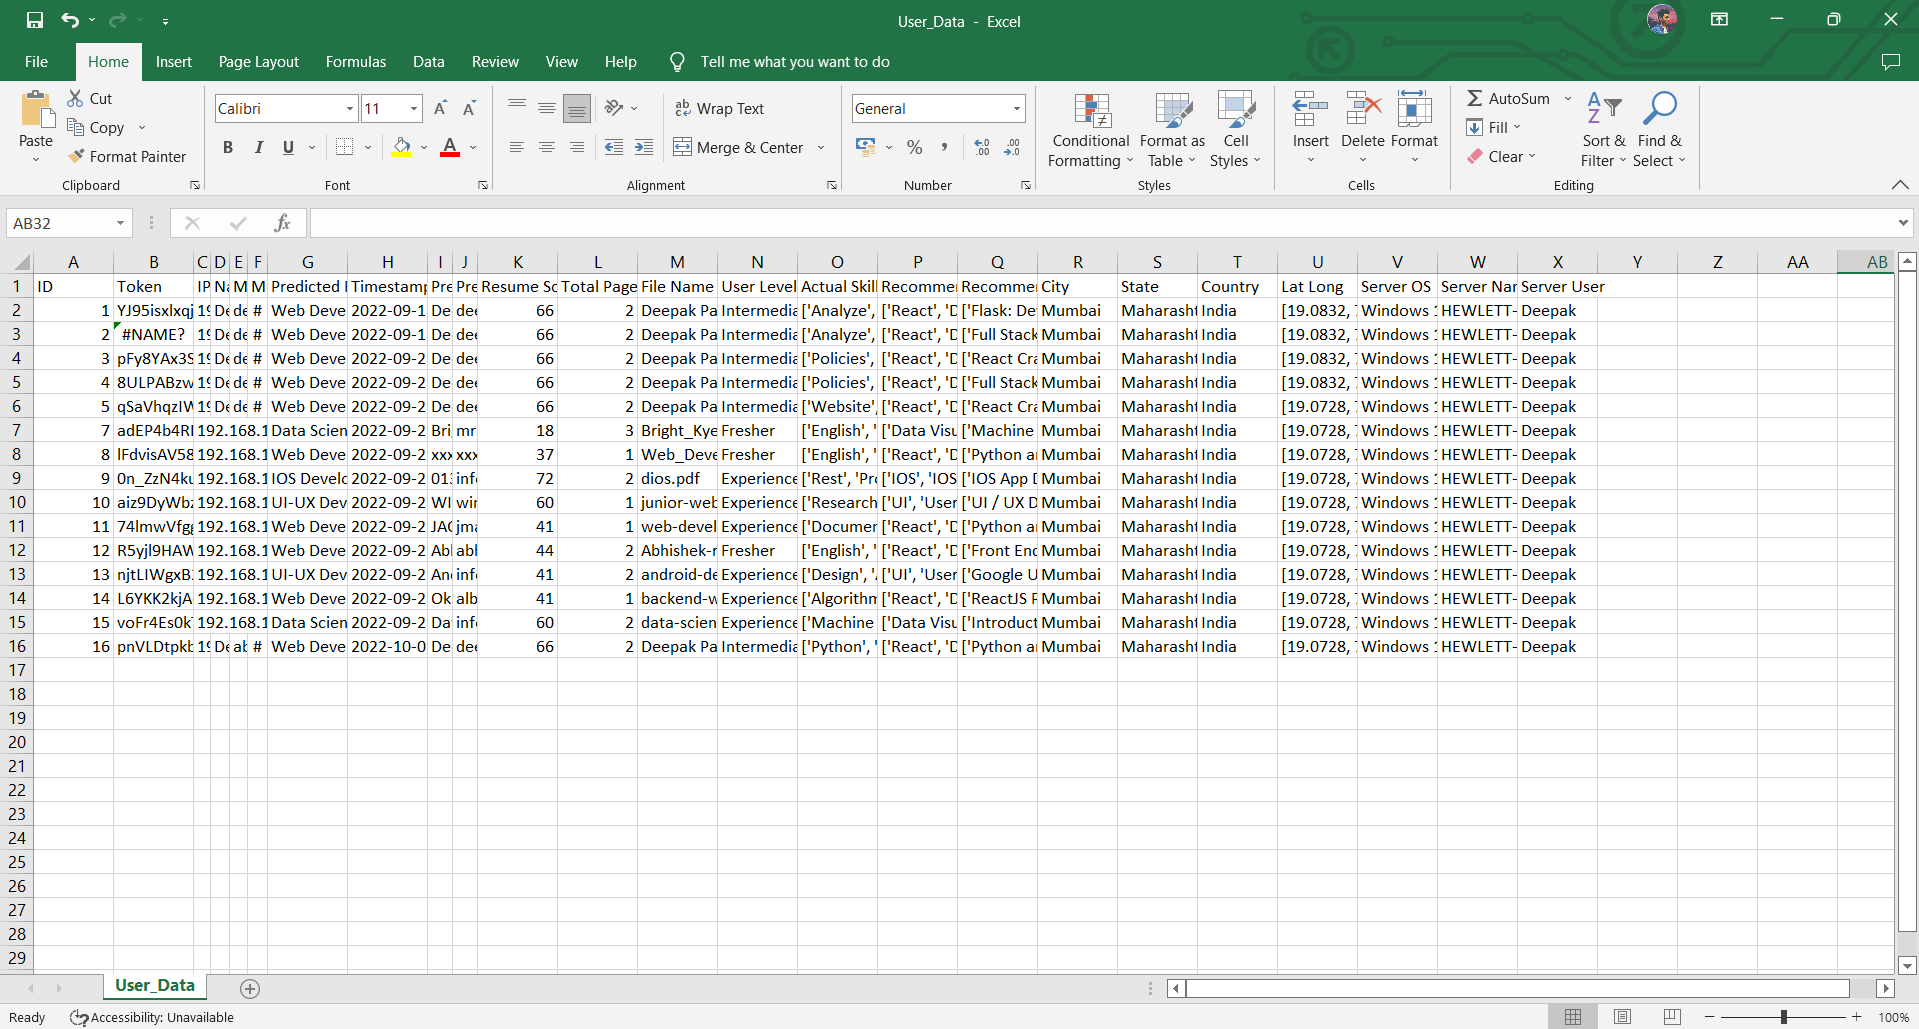 User_Data - Excel
File Home Insert Page Layout Formulas Data Review View Help Tell me what you want to do
Cut
Copy
Format Painter
Paste
Clipboard
Calibri 11
B I U
Font
Wrap Text
Merge & Center
Alignment
General
Number
Conditional Formatting
Format as Table
Cell Styles
Styles
Insert Delete Format
Cells
AutoSum
Fill
Clear
Sort & Filter
Find & Select
Editing
AB32 fx
A B C D E F G H I J K L M N O P Q R S T U V W X Y Z AA AB
1 ID Token IP Na M M Predicted Timestamp Pre Pre Resume Sc Total Page File Name User Level Actual Skil Recomme Recomme City State Country Lat Long Server OS Server Nar Server User
2 1 YJ95isxlxqj 19 De de # Web Deve 2022-09-1 De dee 66 2 Deepak Pa Intermedia ['Analyze', ['React', 'D ['Flask: De Mumbai Maharasht India [19.0832, Windows HEWLETT- Deepak
3 2 #NAME? 19 De de # Web Deve 2022-09-1 De dee 66 2 Deepak Pa Intermedia ['Analyze', ['React', 'D ['Full Stack Mumbai Maharasht India [19.0832, Windows HEWLETT- Deepak
4 3 pFy8YAx3S 19 De de # Web Deve 2022-09-2 De dee 66 2 Deepak Pa Intermedia ['Policies', ['React', 'D ['React Cra Mumbai Maharasht India [19.0832, Windows HEWLETT- Deepak
5 4 8ULPABzw 19 De de # Web Deve 2022-09-2 De dee 66 2 Deepak Pa Intermedia ['Policies', ['React', 'D ['Full Stack Mumbai Maharasht India [19.0832, Windows HEWLETT- Deepak
6 5 qSaVhqzIW 19 De de # Web Deve 2022-09-2 De dee 66 2 Deepak Pa Intermedia ['Website', ['React', 'D ['React Cra Mumbai Maharasht India [19.0728, Windows HEWLETT- Deepak
7 7 adEP4b4RI 192.168.1 Data Scien 2022-09-2 Bri mr 18 3 Bright_Kye Fresher ['English', ' ['Data Visu ['Machine Mumbai Maharasht India [19.0728, Windows HEWLETT- Deepak
8 8 lFdvisAV58 192.168.1 Web Deve 2022-09-2 xxx xxx 37 1 Web_Deve Fresher ['English', ' ['React', 'D ['Python a Mumbai Maharasht India [19.0728, Windows HEWLETT- Deepak
9 9 0n_ZzN4ku 192.168.1 IOS Develo 2022-09-2 01 inf 72 2 dios.pdf Experience ['Rest', 'Pr ['IOS', 'IOS ['IOS App D Mumbai Maharasht India [19.0728, Windows HEWLETT- Deepak
10 10 aiz9DyWbz 192.168.1 UI-UX Dev 2022-09-2 WI wir 60 1 junior-web Experience ['Research ['UI', 'User ['UI / UX D Mumbai Maharasht India [19.0728, Windows HEWLETT- Deepak
11 11 74lmwVfg 192.168.1 Web Deve 2022-09-2 JA jma 41 1 web-devel Experience ['Documen ['React', 'D ['Python a Mumbai Maharasht India [19.0728, Windows HEWLETT- Deepak
12 12 R5yjl9HAW 192.168.1 Web Deve 2022-09-2 Abl abl 44 2 Abhishek-r Fresher ['English', ' ['React', 'D ['Front Enc Mumbai Maharasht India [19.0728, Windows HEWLETT- Deepak
13 13 njtLIWgxB 192.168.1 UI-UX Dev 2022-09-2 An inf 41 2 android-de Experience ['Design', ' ['UI', 'User ['Google U Mumbai Maharasht India [19.0728, Windows HEWLETT- Deepak
14 14 L6YKK2kjA 192.168.1 Web Deve 2022-09-2 Ok alb 41 1 backend-w Experience ['Algorithm ['React', 'D ['ReactJS F Mumbai Maharasht India [19.0728, Windows HEWLETT- Deepak
15 15 voFr4Es0k 192.168.1 Data Scien 2022-09-2 Da inf 60 2 data-scien Experience ['Machine ['Data Visu ['Introduct Mumbai Maharasht India [19.0728, Windows HEWLETT- Deepak
16 16 pnVLDtpkb 19 De ab # Web Deve 2022-10-0 De dee 66 2 Deepak Pa Intermedia ['Python', ' ['React', 'D ['Python a Mumbai Maharasht India [19.0728, Windows HEWLETT- Deepak
17
18
19
20
21
22
23
24
25
26
27
28
29
User_Data
Ready Accessibility: Unavailable 100%